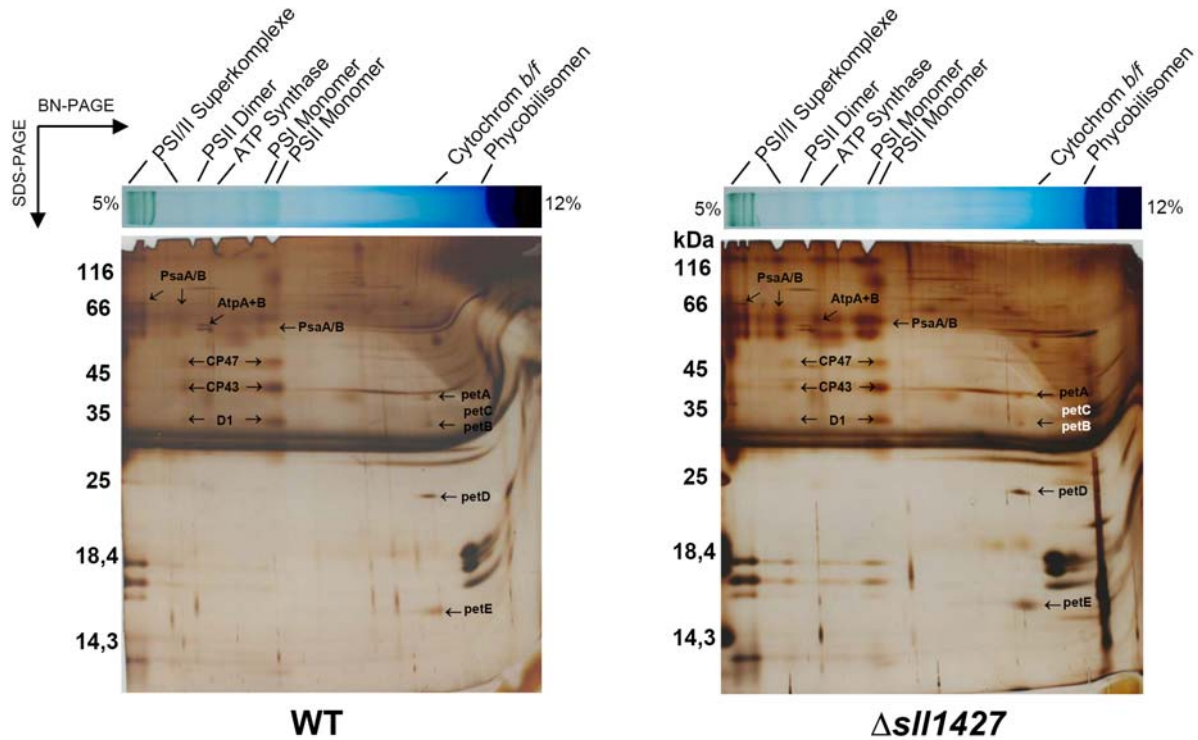 PSI/II Superkomplexe
PSII Dimer
ATP Synthase
PSI Monomer
PSII Monomer
Cytochrom b/f
Phycobilisomen
PSI/II Superkomplexe
PSII Dimer
ATP Synthase
PSI Monomer
PSII Monomer
Cytochrom b/f
Phycobilisomen
BN-PAGE
SDS-PAGE
5%
12%
5%
12%
116
66
45
35
25
18,4
14,3
PsaA/B
AtpA+B
PsaA/B
CP47
CP43
D1
petA
petC
petB
petD
petE
kDa
116
66
45
35
25
18,4
14,3
PsaA/B
AtpA+B
PsaA/B
CP47
CP43
D1
petA
petC
petB
petD
petE
WT
Δsll1427